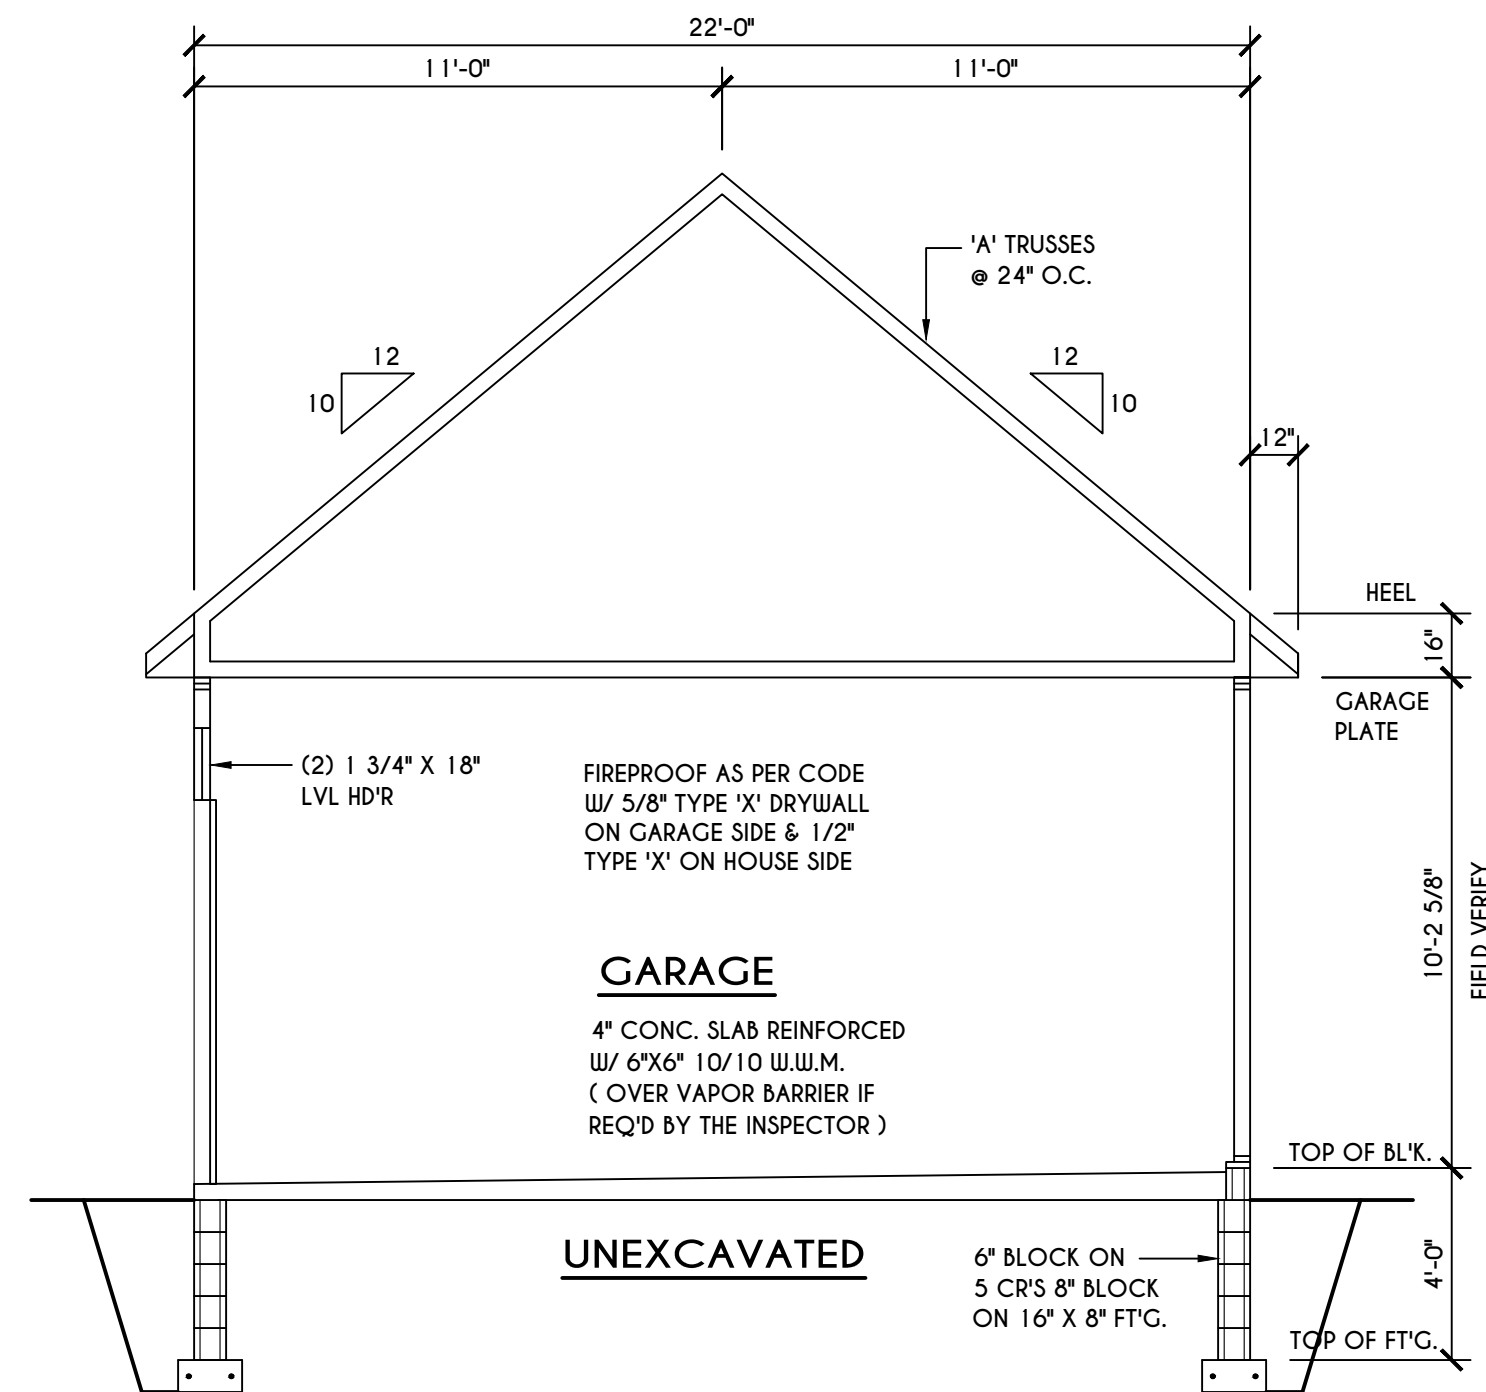 22'-0"
11'-0"
11'-0"
'A' TRUSSES
@ 24" O.C.
12
10
12
10
12"
HEEL
16"
GARAGE
PLATE
(2) 1 3/4" X 18"
LVL HD'R
FIREPROOF AS PER CODE
W/ 5/8" TYPE 'X' DRYWALL
ON GARAGE SIDE & 1/2"
TYPE 'X' ON HOUSE SIDE
10'-2 5/8"
FIELD VERIFY
GARAGE
4" CONC. SLAB REINFORCED
W/ 6"X6" 10/10 W.W.M.
( OVER VAPOR BARRIER IF
REQ'D BY THE INSPECTOR )
TOP OF BL'K.
UNEXCAVATED
6" BLOCK ON
5 CR'S 8" BLOCK
ON 16" X 8" FT'G.
4'-0"
TOP OF FT'G.